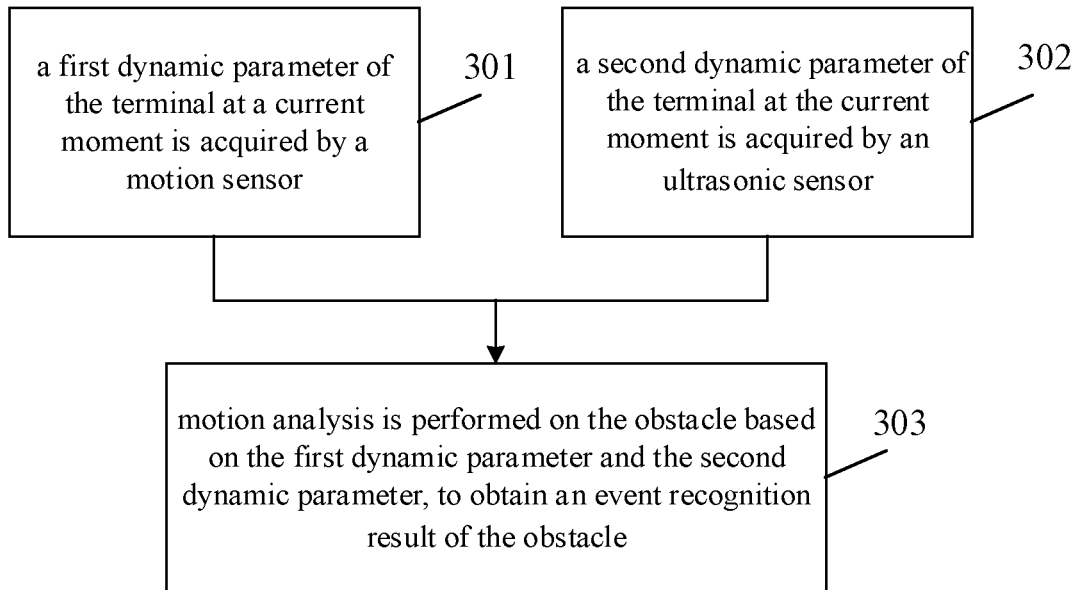 a first dynamic parameter of
the terminal at a current
moment is acquired by a
motion sensor
301
a second dynamic parameter of
the terminal at the current
moment is acquired by an
ultrasonic sensor
302
motion analysis is performed on the obstacle based
on the first dynamic parameter and the second
dynamic parameter, to obtain an event recognition
result of the obstacle
303